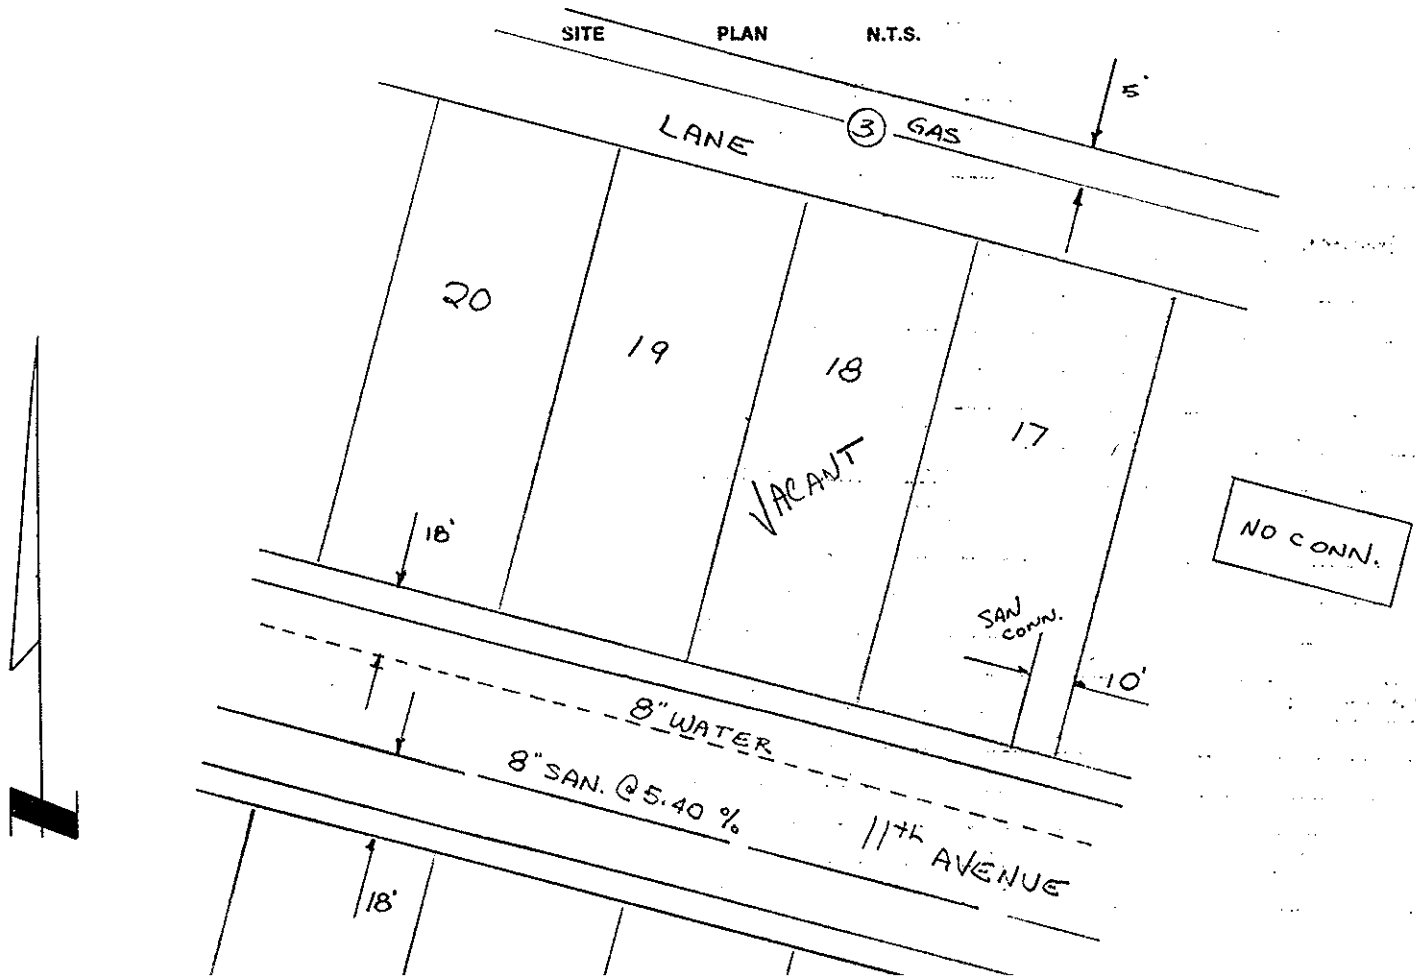 SITE PLAN N.T.S.
5'
LANE
3 GAS
20
19
18
17
VACANT
NO CONN.
18'
SAN
CONN.
10'
8" WATER
8" SAN. @ 5.40 %
11th AVENUE
18'